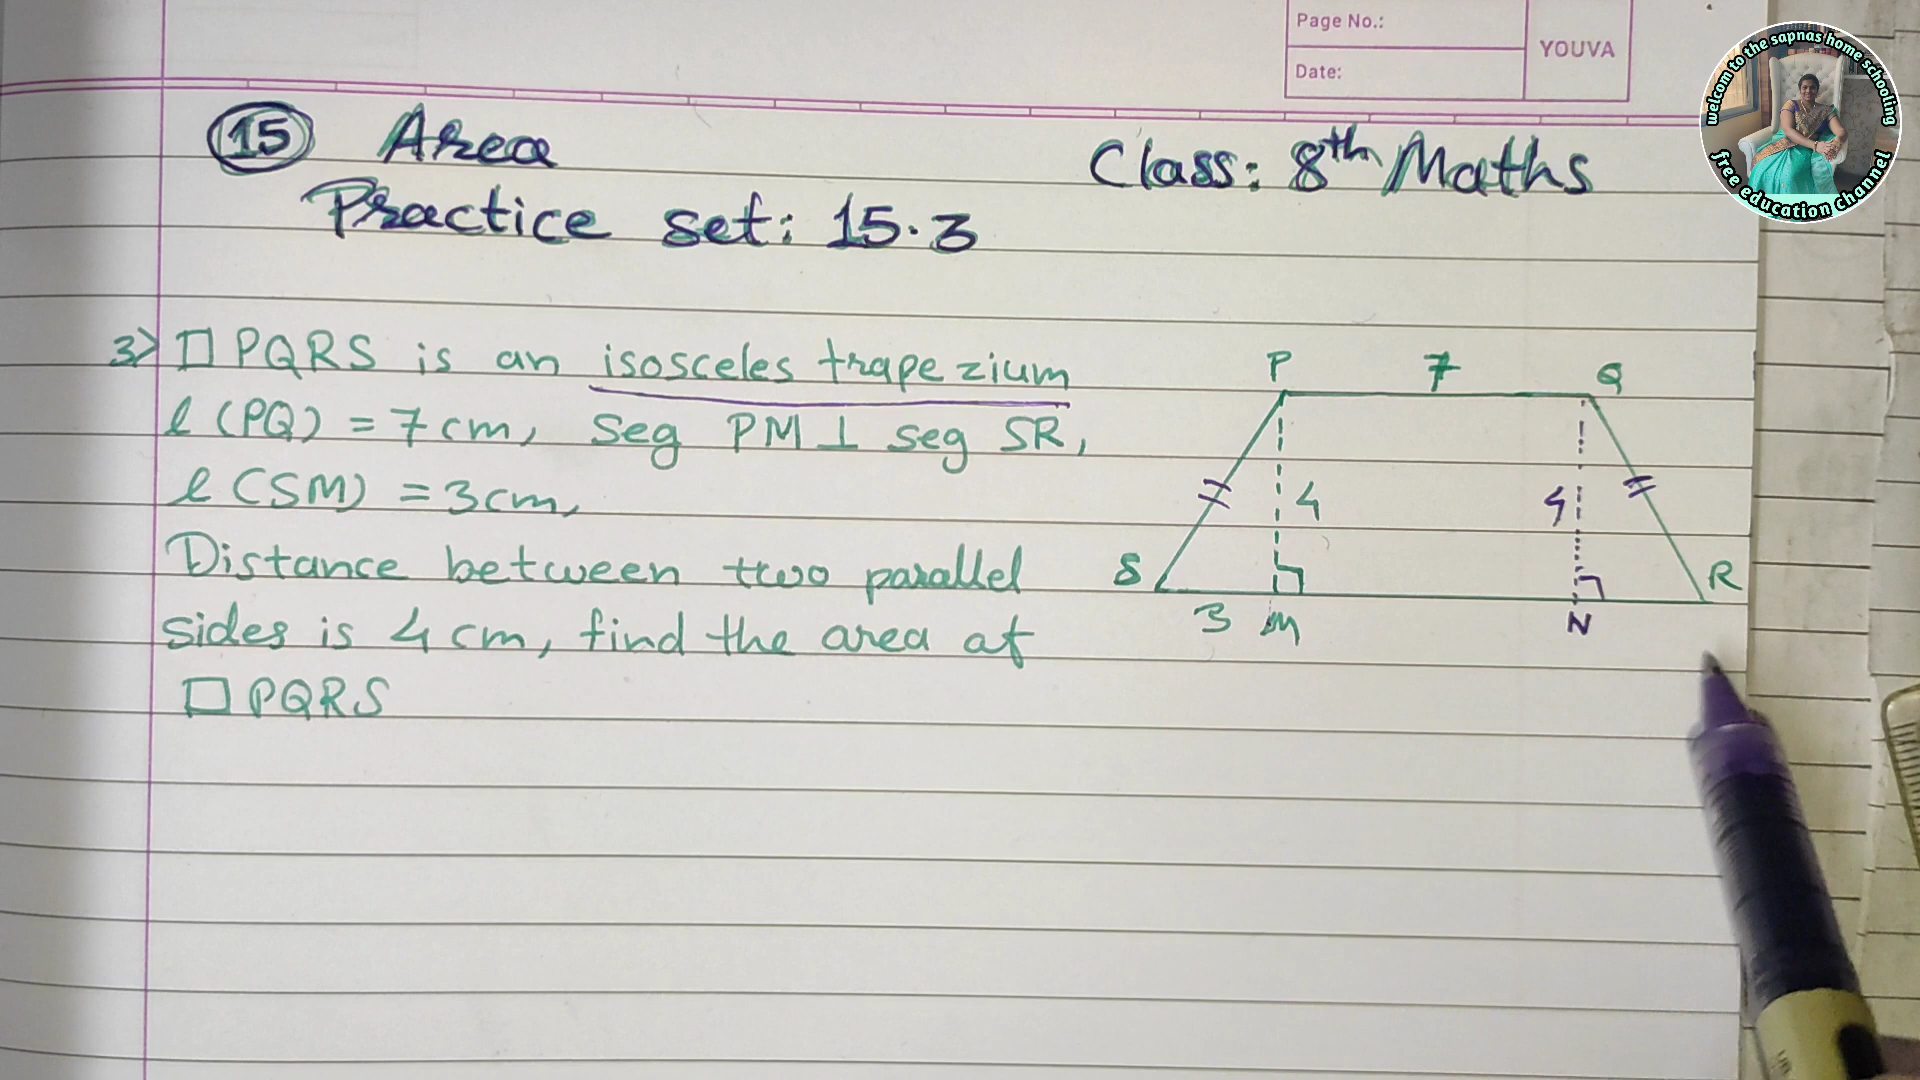 Page No.:
YOUVA
Date:
welcom to the sapnas home schooling
free education channel
15 Area
Class: 8th Maths
Practice set: 15.3
3> □ PQRS is an isosceles trapezium
l (PQ) = 7cm, seg PM ⊥ seg SR,
l (SM) = 3cm,
Distance between two parallel
sides is 4 cm, find the area of
□ PQRS
P 7 Q
4 4
S R
3 M N